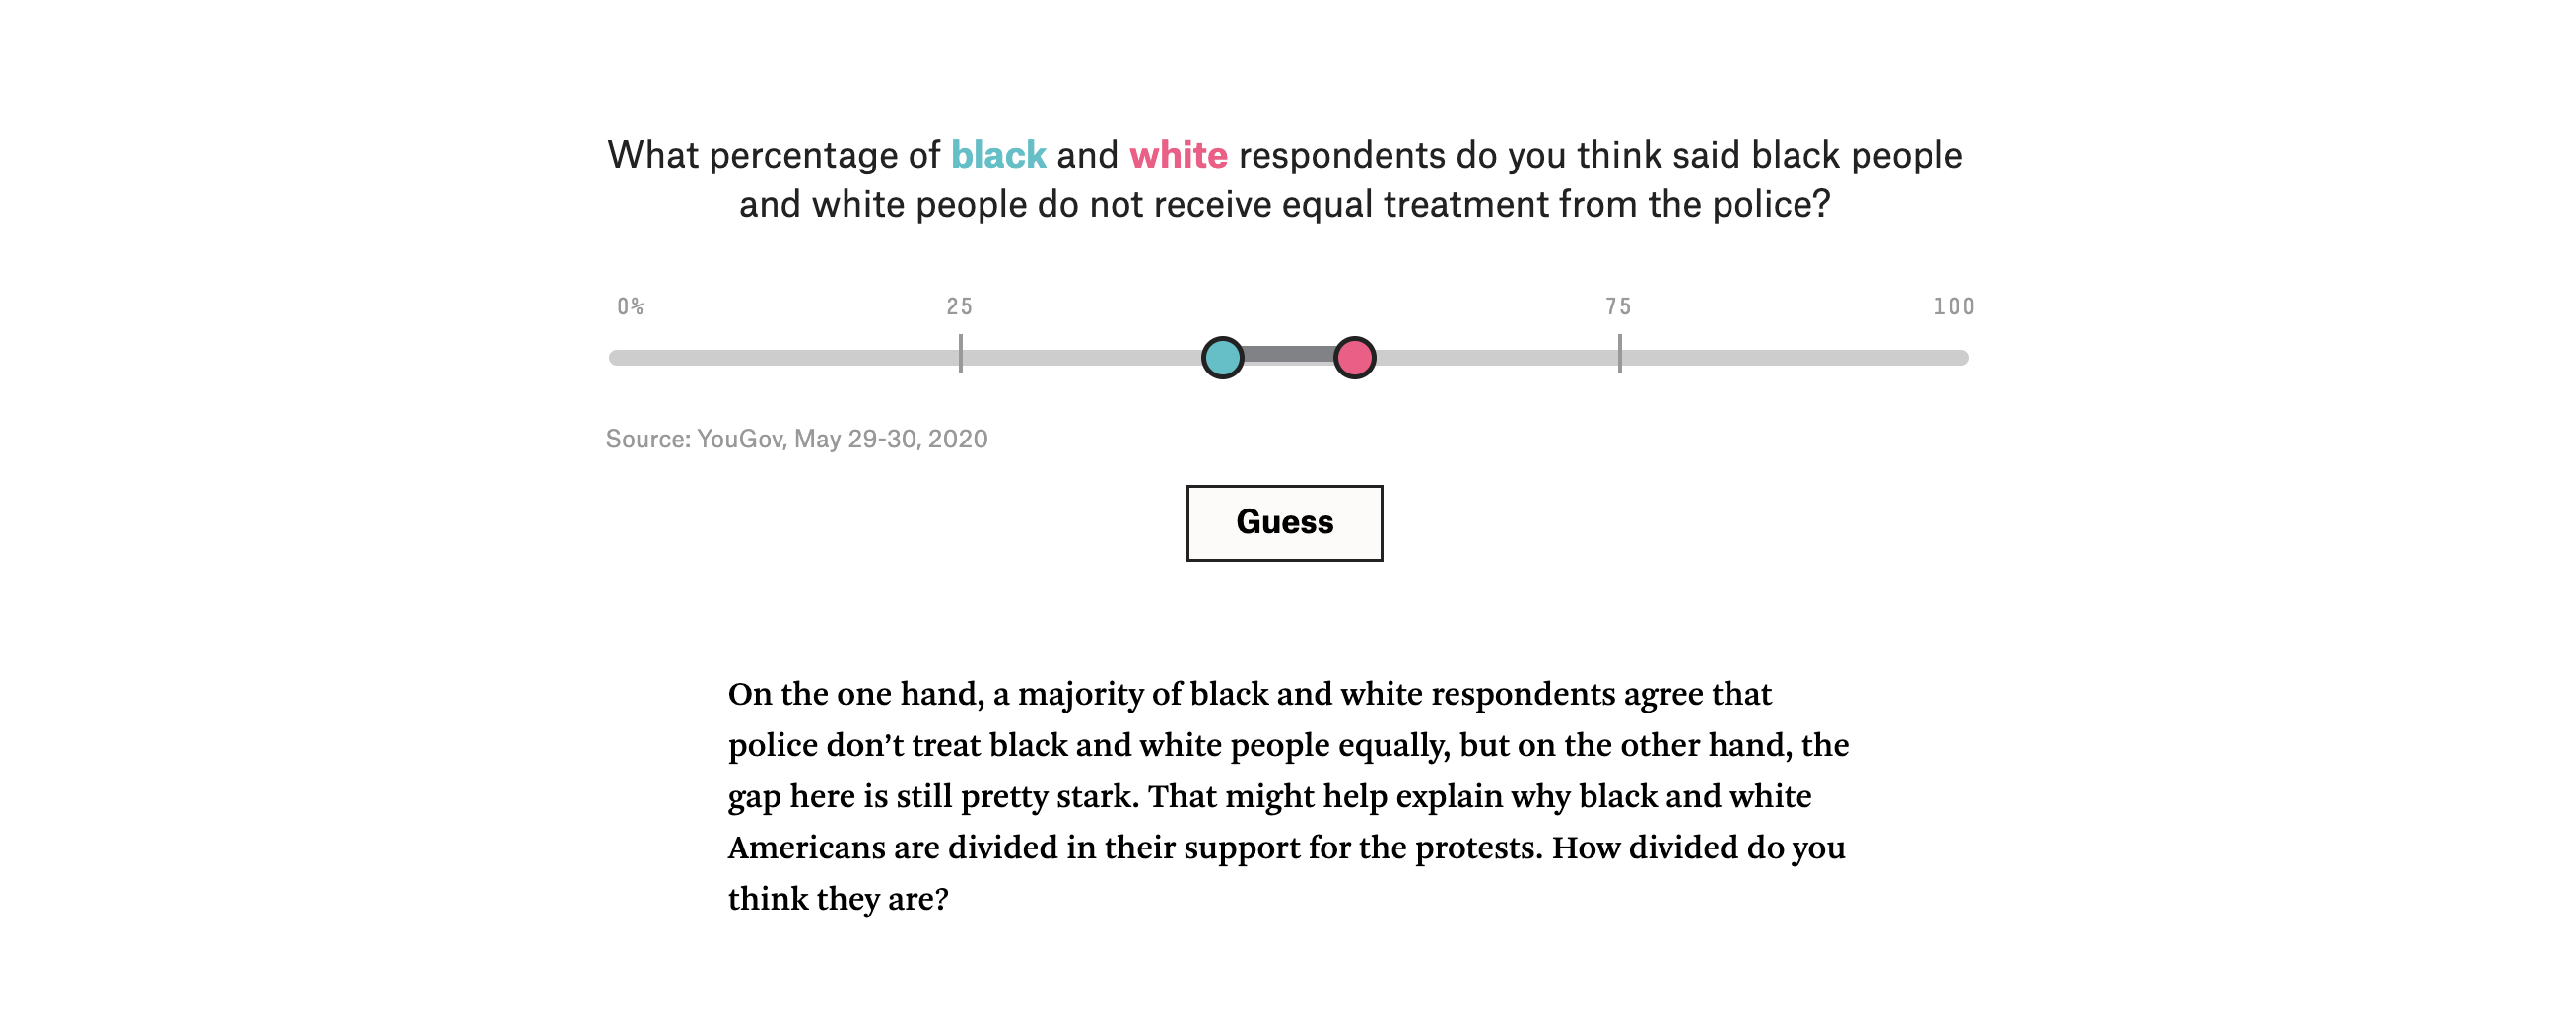 What percentage of black and white respondents do you think said black people
and white people do not receive equal treatment from the police?
0% 25 75 100
Source: YouGov, May 29-30, 2020
Guess
On the one hand, a majority of black and white respondents agree that
police don’t treat black and white people equally, but on the other hand, the
gap here is still pretty stark. That might help explain why black and white
Americans are divided in their support for the protests. How divided do you
think they are?